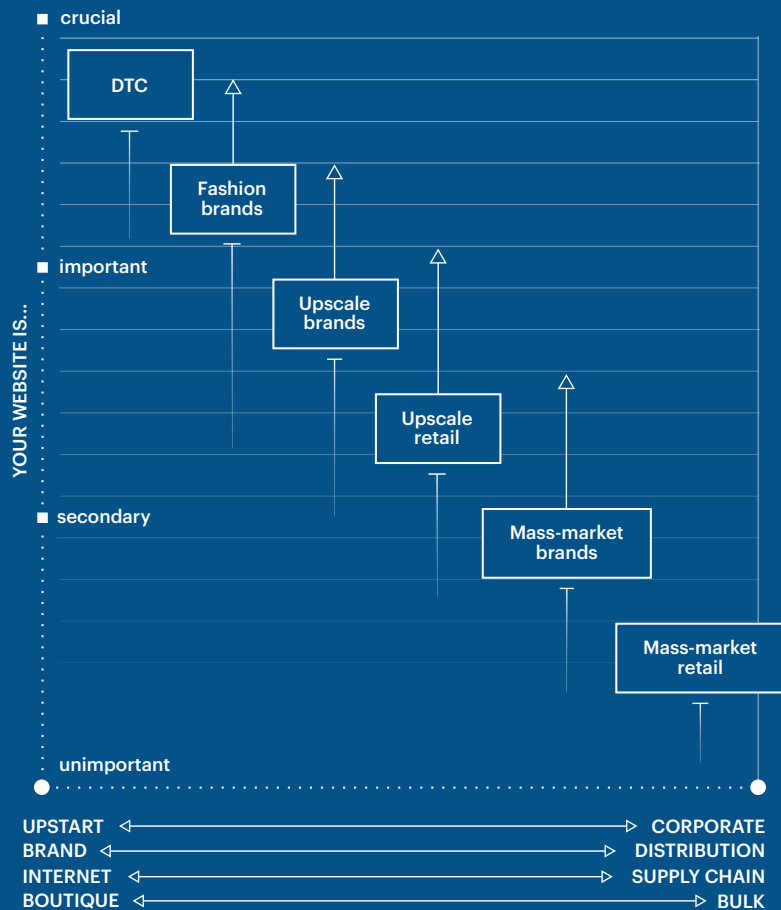 crucial
DTC
Fashion
brands
important
Upscale
brands
YOUR WEBSITE IS...
Upscale
retail
secondary
Mass-market
brands
Mass-market
retail
unimportant
UPSTART CORPORATE
BRAND DISTRIBUTION
INTERNET SUPPLY CHAIN
BOUTIQUE BULK